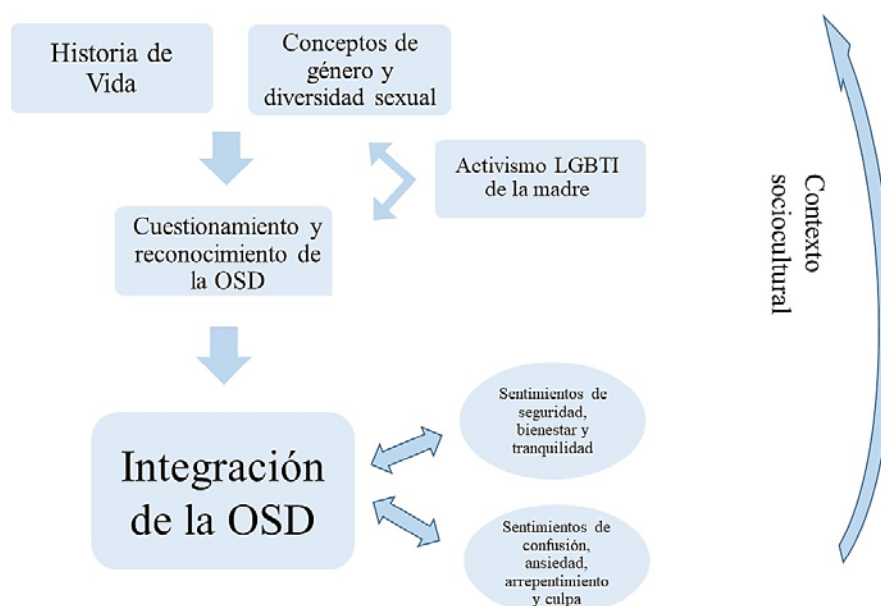 Historia de
Vida
Conceptos de
género y
diversidad sexual
Activismo LGBTI
de la madre
Cuestionamiento y
reconocimiento de
la OSD
Contexto
sociocultural
Sentimientos de
seguridad,
bienestar y
tranquilidad
Integración
de la OSD
Sentimientos de
confusión,
ansiedad,
arrepentimiento
y culpa